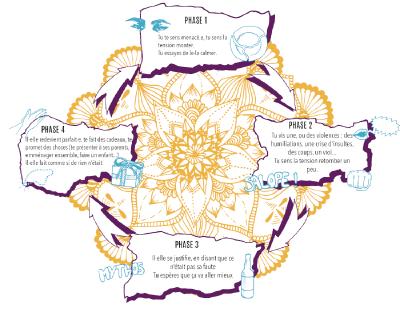 PHASE 1
Tu te sens menacé.e, tu sens la
tension monter.
Tu essayes de le·la calmer.
PHASE 2
Tu vis une, ou des violences : des
humiliations, une crise d'insultes,
des coups, un viol...
Tu sens la tension retomber un
peu.
SALOPE !
PHASE 3
Il·elle se justifie, en disant que ce
n'était pas sa faute
Tu espères que ça va aller mieux.
MYTHOS
PHASE 4
Il·elle redevient parfait·e, te fait des cadeaux, te
promet des choses (te présenter à ses parents,
emménager ensemble, faire un enfant...)
Il·elle fait comme si de rien n'était